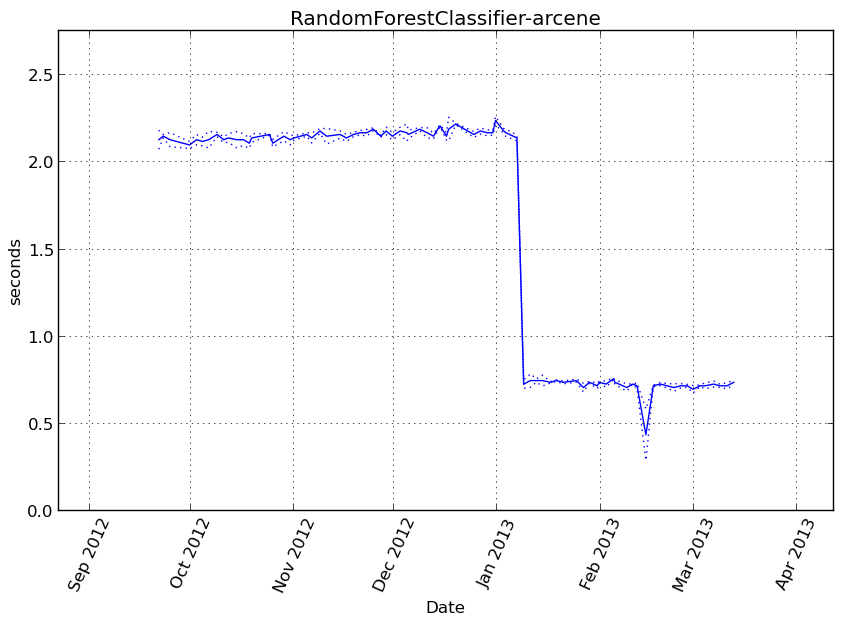 RandomForestClassifier-arcene
2.5
2.0
1.5
1.0
0.5
0.0
seconds
Sep 2012
Oct 2012
Nov 2012
Dec 2012
Jan 2013
Feb 2013
Mar 2013
Apr 2013
Date